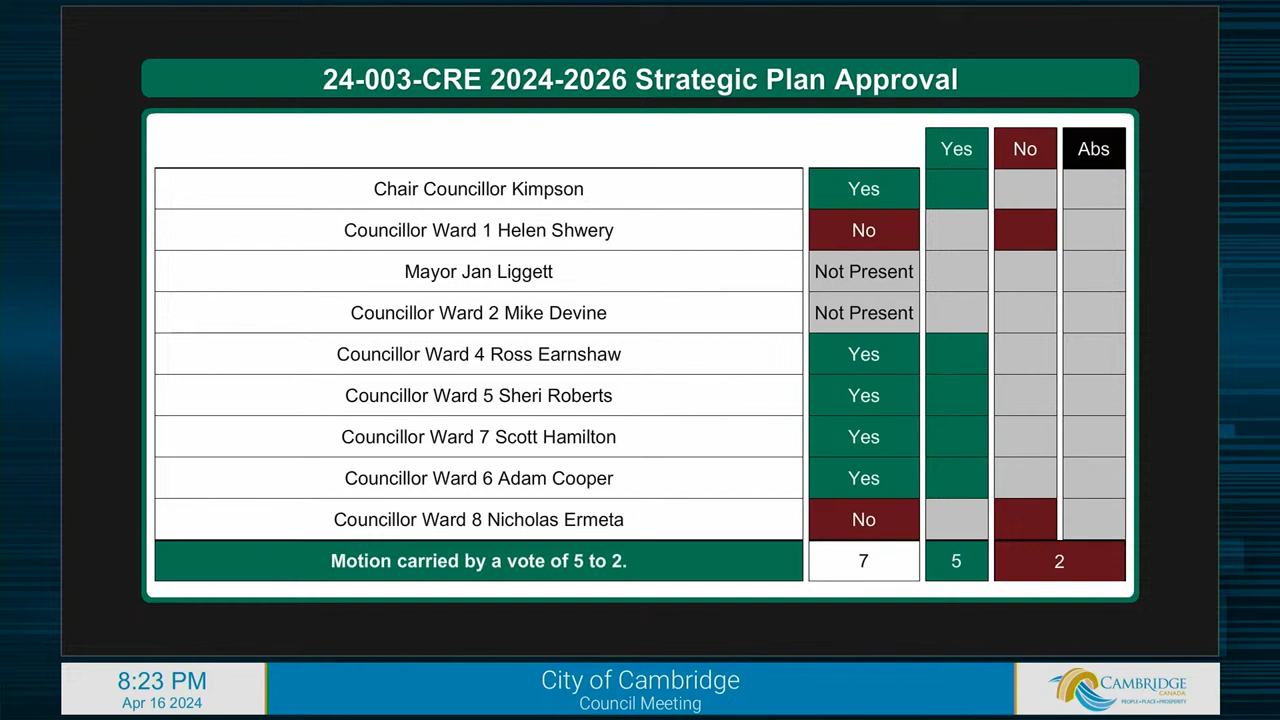 24-003-CRE 2024-2026 Strategic Plan Approval
Yes No Abs
Chair Councillor Kimpson Yes
Councillor Ward 1 Helen Shwery No
Mayor Jan Liggett Not Present
Councillor Ward 2 Mike Devine Not Present
Councillor Ward 4 Ross Earnshaw Yes
Councillor Ward 5 Sheri Roberts Yes
Councillor Ward 7 Scott Hamilton Yes
Councillor Ward 6 Adam Cooper Yes
Councillor Ward 8 Nicholas Ermeta No
Motion carried by a vote of 5 to 2. 7 5 2
8:23 PM
Apr 16 2024
City of Cambridge
Council Meeting
CAMBRIDGE
CANADA
PEOPLE • PLACE • PROSPERITY